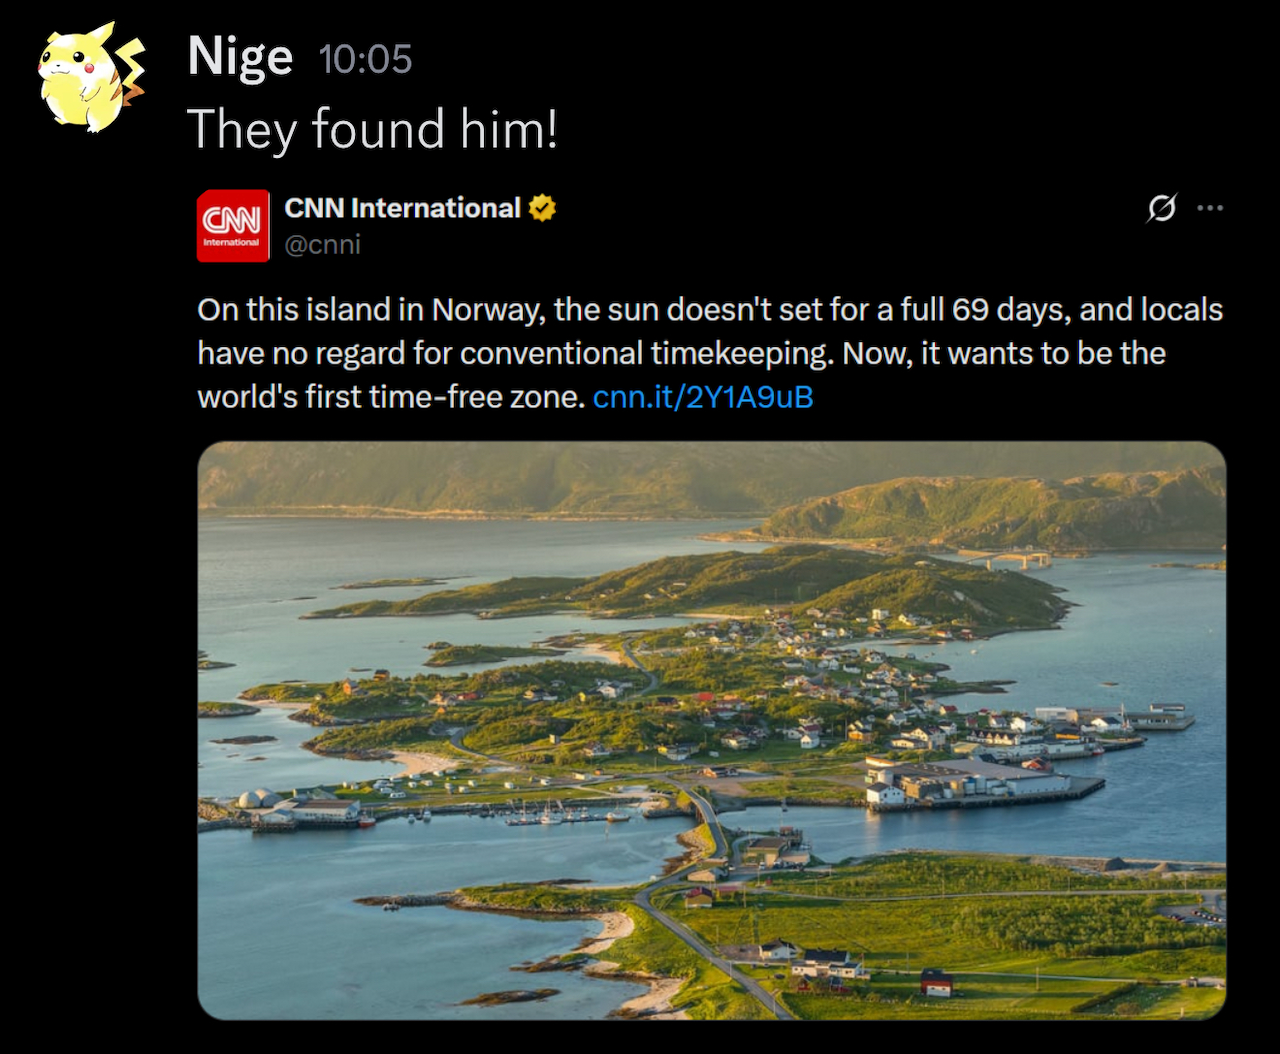 Nige 10:05
They found him!
CNN International
CNN
International
@cnni
On this island in Norway, the sun doesn't set for a full 69 days, and locals
have no regard for conventional timekeeping. Now, it wants to be the
world's first time-free zone. cnn.it/2Y1A9uB